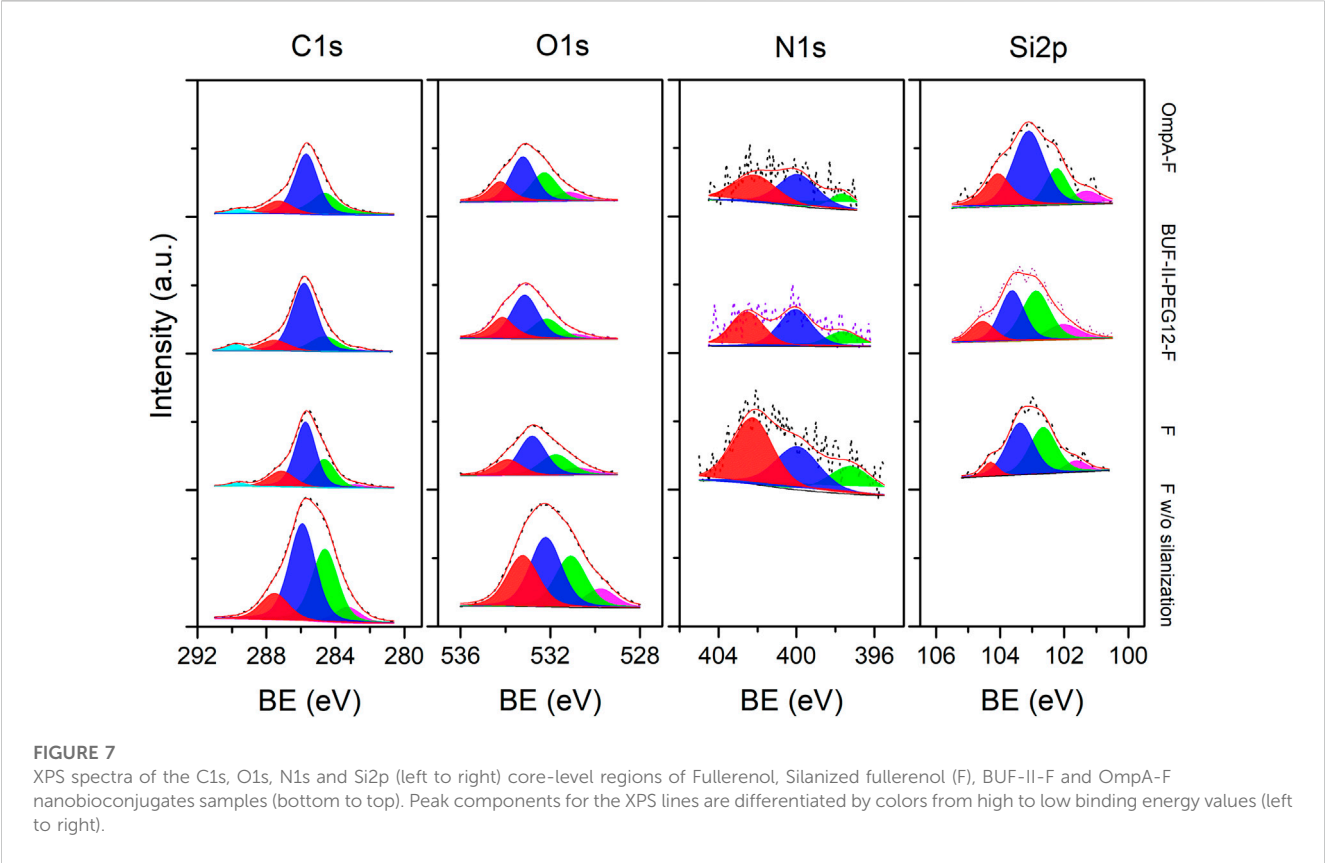 C1s
O1s
N1s
Si2p
Intensity (a.u.)
OmpA-F
BUF-II-PEG12-F
F
F w/o silanization
292 288 284 280
536 532 528
404 400 396
106 104 102 100
BE (eV)
BE (eV)
BE (eV)
BE (eV)
FIGURE 7
XPS spectra of the C1s, O1s, N1s and Si2p (left to right) core-level regions of Fullerenol, Silanized fullerenol (F), BUF-II-F and OmpA-F
nanobioconjugates samples (bottom to top). Peak components for the XPS lines are differentiated by colors from high to low binding energy values (left
to right).